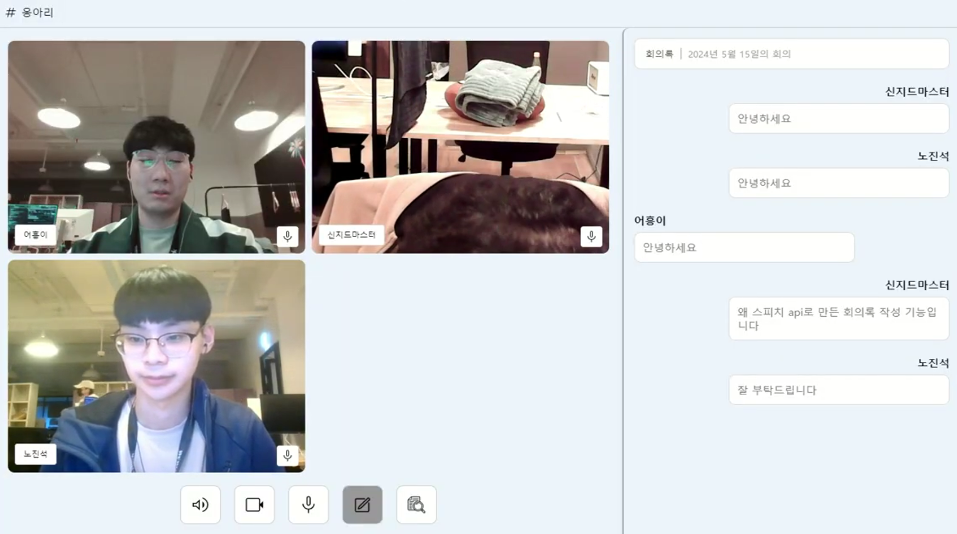 # 옹아리
어흥이
신지드마스터
노진석
회의록 | 2024년 5월 15일의 회의
신지드마스터
안녕하세요
노진석
안녕하세요
어흥이
안녕하세요
신지드마스터
왜 스피치 api로 만든 회의록 작성 기능입
니다
노진석
잘 부탁드립니다